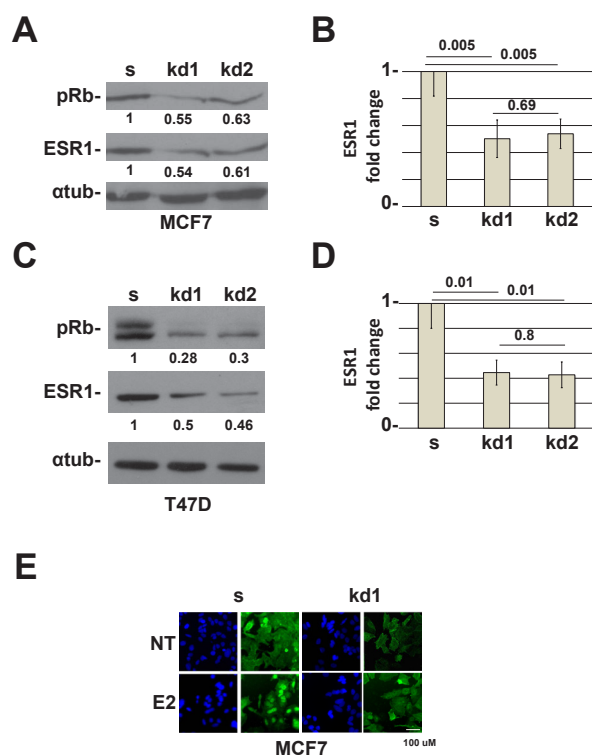 A
s kd1 kd2
pRb-
1 0.55 0.63
ESR1-
1 0.54 0.61
αtub-
MCF7
B
0.005
0.005
0.69
1-
0-
ESR1
fold change
s kd1 kd2
C
s kd1 kd2
pRb-
1 0.28 0.3
ESR1-
1 0.5 0.46
αtub-
T47D
D
0.01
0.01
0.8
1-
0-
ESR1
fold change
s kd1 kd2
E
s kd1
NT
E2
100 uM
MCF7